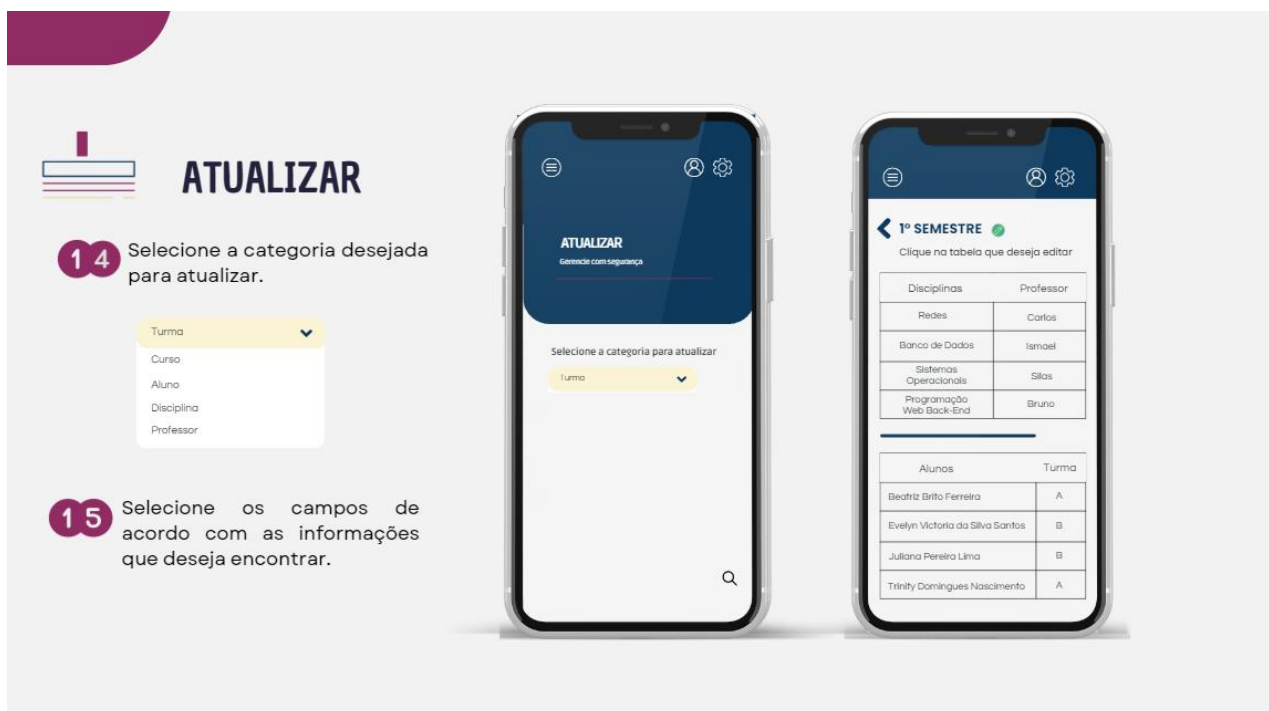 ATUALIZAR
14
Selecione a categoria desejada
para atualizar.
Turma
Curso
Aluno
Disciplina
Professor
15
Selecione os campos de
acordo com as informações
que deseja encontrar.
ATUALIZAR
Gerencie com segurança
Selecione a categoria para atualizar
Turma
1º SEMESTRE
Clique na tabela que deseja editar
Disciplinas Professor
Redes Carlos
Banco de Dados Ismael
Sistemas
Operacionais Silas
Programação
Web Back-End Bruno
Alunos Turma
Beatriz Brito Ferreira A
Evelyn Victoria da Silva Santos B
Juliana Pereira Lima B
Trinity Domingues Nascimento A